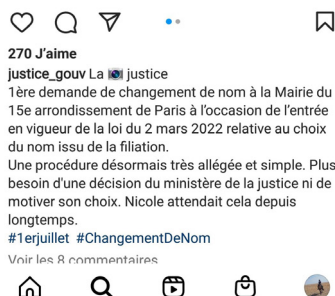 270 J'aime
justice_gouv La 📷 justice
1ère demande de changement de nom à la Mairie du
15e arrondissement de Paris à l'occasion de l'entrée
en vigueur de la loi du 2 mars 2022 relative au choix
du nom issu de la filiation.
Une procédure désormais très allégée et simple. Plus
besoin d'une décision du ministère de la justice ni de
motiver son choix. Nicole attendait cela depuis
longtemps.
#1erjuillet #ChangementDeNom
Voir les 8 commentaires